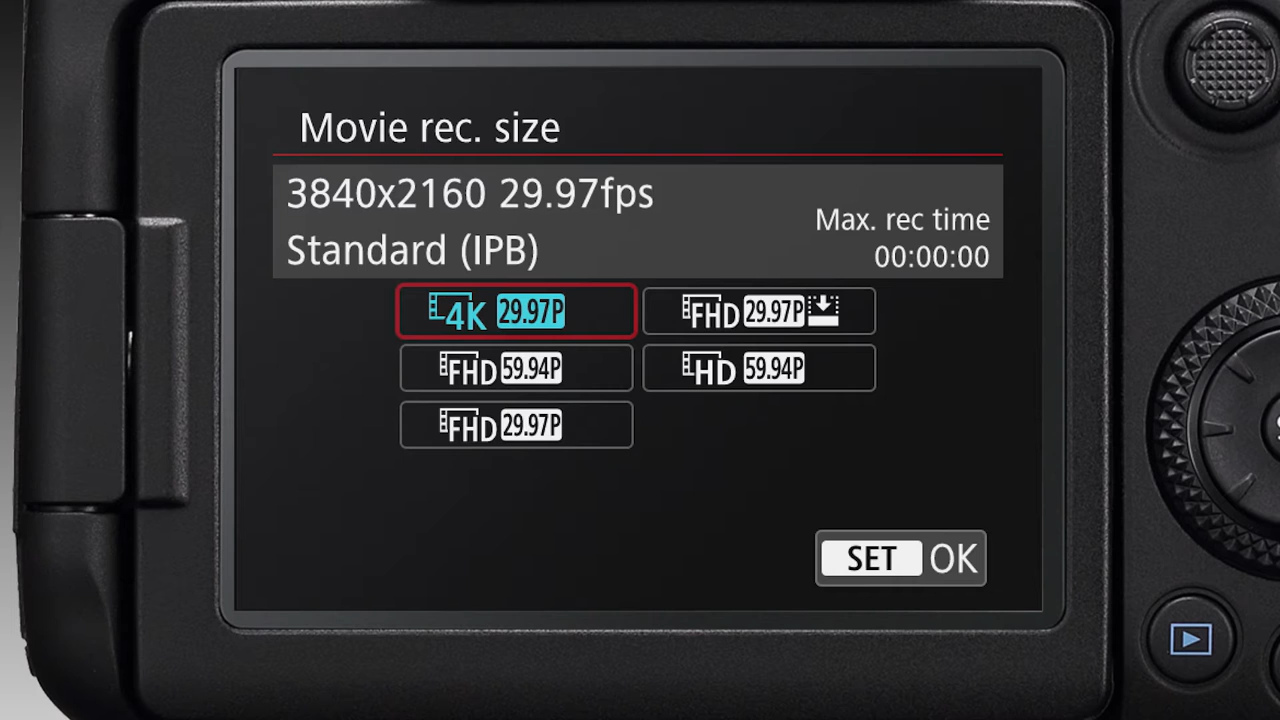 Movie rec. size
3840x2160 29.97fps
Standard (IPB)
Max. rec time
00:00:00
4K 29.97P
FHD 29.97P
FHD 59.94P
HD 59.94P
FHD 29.97P
SET OK